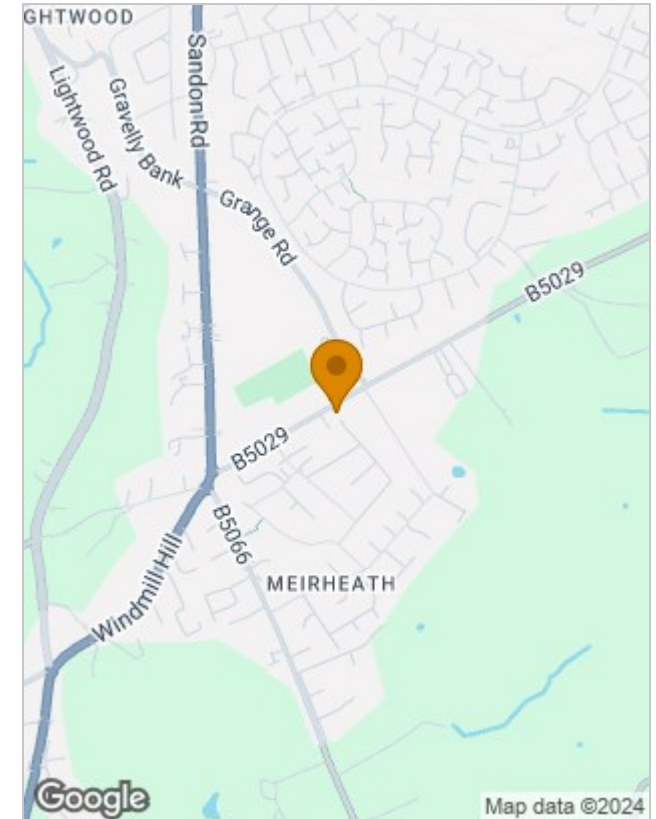 GHTWOOD
Sandon Rd
Lightwood Rd
Gravelly Bank
Grange Rd
B5029
B5029
B5066
MEIRHEATH
Windmill Hill
Google
Map data ©2024